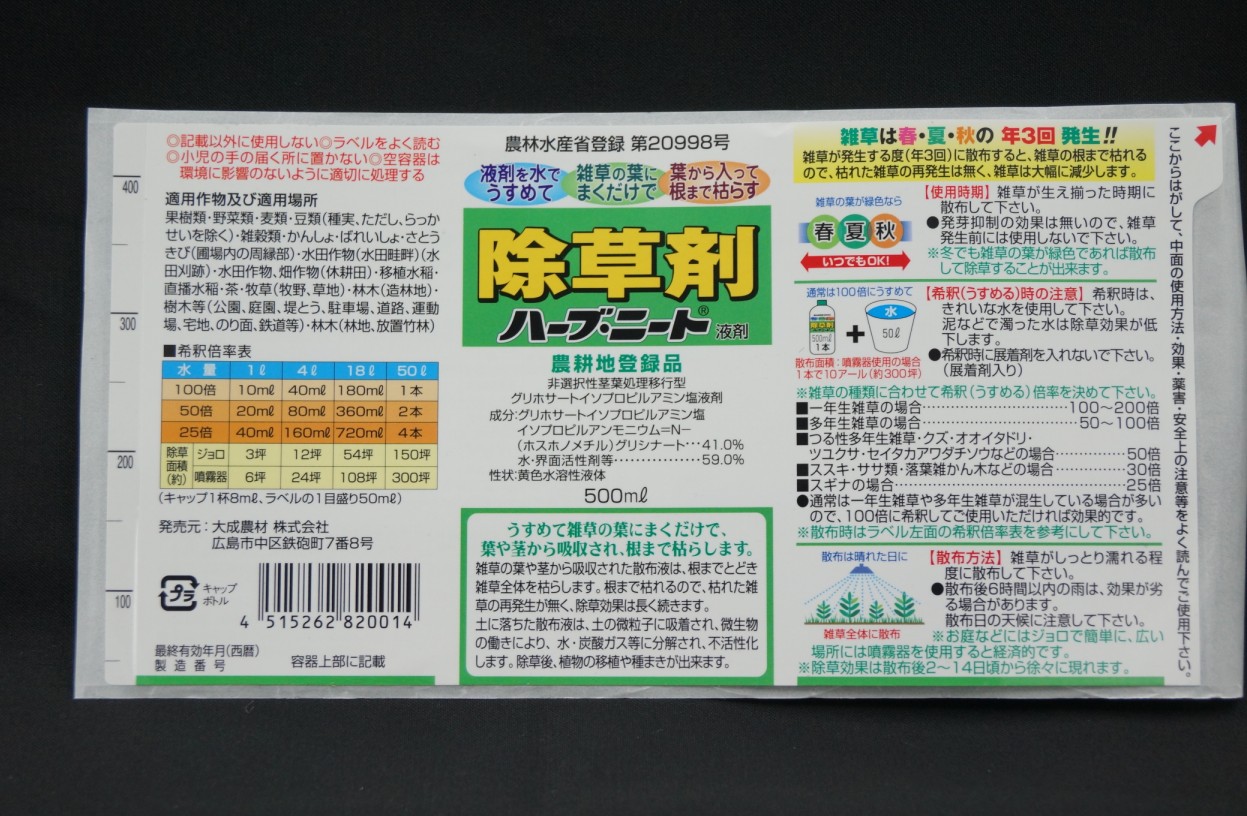 ◎記載以外に使用しない◎ラベルをよく読む
◎小児の手の届く所に置かない◎空容器は
環境に影響のないように適切に処理する
適用作物及び適用場所
果樹類・野菜類・麦類・豆類(種実、ただし、らっか
せいを除く)・雑穀類・かんしょ・ばれいしょ・さとう
きび(圃場内の周縁部)・水田作物(水田畦畔)(水
田刈跡)・水田作物、畑作物(休耕田)・移植水稲・
直播水稲・茶・牧草(牧野、草地)・林木(造林地)・
樹木等(公園、庭園、堤とう、駐車場、道路、運動
場、宅地、のり面、鉄道等)・林木(林地、放置竹林)
■希釈倍率表
水量 1ℓ 4ℓ 18ℓ 50ℓ
100倍 10mℓ 40mℓ 180mℓ 1本
50倍 20mℓ 80mℓ 360mℓ 2本
25倍 40mℓ 160mℓ 720mℓ 4本
除草面積(約) ジョロ 3坪 12坪 54坪 150坪
噴霧器 6坪 24坪 108坪 300坪
(キャップ1杯8mℓ、ラベルの1目盛り50mℓ)
発売元:大成農材 株式会社
広島市中区鉄砲町7番8号
プラ
キャップ
ボトル
4 515262 820014
最終有効年月(西暦)
製造番号
容器上部に記載
400
300
200
100
農林水産省登録 第20998号
液剤を水で
うすめて
雑草の葉に
まくだけで
葉から入って
根まで枯らす
除草剤
ハーブ・ニート® 液剤
農耕地登録品
非選択性茎葉処理移行型
グリホサートイソプロピルアミン塩液剤
成分:グリホサートイソプロピルアミン塩
イソプロピルアンモニウム=N−
(ホスホノメチル)グリシナート…41.0%
水・界面活性剤等……………59.0%
性状:黄色水溶性液体
500mℓ
うすめて雑草の葉にまくだけで、
葉や茎から吸収され、根まで枯らします。
雑草の葉や茎から吸収された散布液は、根までとどき
雑草全体を枯らします。根まで枯れるので、枯れた雑
草の再発生が無く、除草効果は長く続きます。
土に落ちた散布液は、土の微粒子に吸着され、微生物
の働きにより、水・炭酸ガス等に分解され、不活性化
します。除草後、植物の移植や種まきが出来ます。
雑草は春・夏・秋の 年3回 発生!!
雑草が発生する度(年3回)に散布すると、雑草の根まで枯れる
ので、枯れた雑草の再発生は無く、雑草は大幅に減少します。
雑草の葉が緑色なら
春 夏 秋
いつでもOK!
【使用時期】雑草が生え揃った時期に
散布して下さい。
●発芽抑制の効果は無いので、雑草
発生前には使用しないで下さい。
※冬でも雑草の葉が緑色であれば散布
して除草することが出来ます。
通常は100倍にうすめて
除草剤
500mℓ
1本
+
水
50ℓ
散布面積:噴霧器使用の場合
1本で10アール(約300坪)
【希釈(うすめる)時の注意】希釈時は、
きれいな水を使用して下さい。
泥などで濁った水は除草効果が低
下します。
●希釈時に展着剤を入れないで下さい。
(展着剤入り)
※雑草の種類に合わせて希釈(うすめる)倍率を決めて下さい。
■一年生雑草の場合……………100〜200倍
■多年生雑草の場合……………50〜100倍
■つる性多年生雑草・クズ・オオイタドリ・
ツユクサ・セイタカアワダチソウなどの場合………50倍
■ススキ・ササ類・落葉雑かん木などの場合………30倍
■スギナの場合……………25倍
●通常は一年生雑草や多年生雑草が混生している場合が多い
ので、100倍に希釈してご使用いただければ効果的です。
※散布時はラベル左面の希釈倍率表を参考にして下さい。
散布は晴れた日に
雑草全体に散布
【散布方法】雑草がしっとり濡れる程
度に散布して下さい。
●散布後6時間以内の雨は、効果が劣
る場合があります。
散布日の天候に注意して下さい。
※お庭などにはジョロで簡単に、広い
場所には噴霧器を使用すると経済的です。
※除草効果は散布後2〜14日頃から徐々に現れます。
ここからはがして、中面の使用方法・効果・薬害・安全上の注意等をよく読んでご使用下さい。